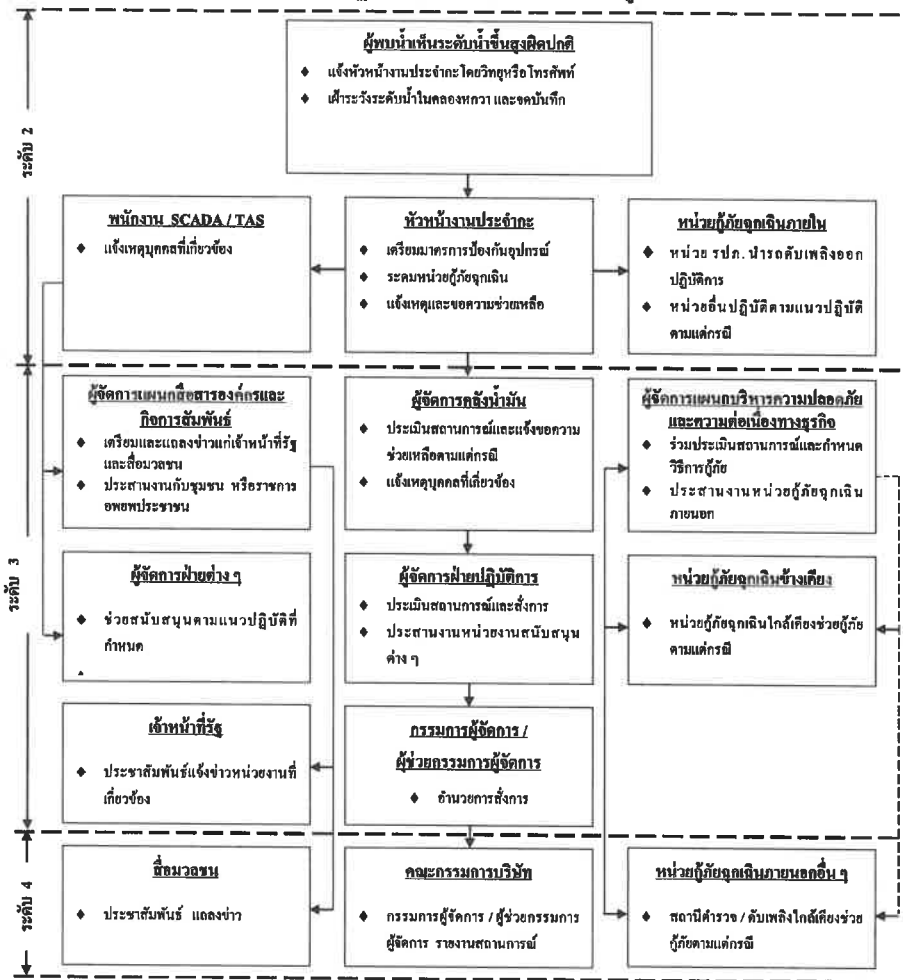 ระดับ 2
ผู้พบน้ำเห็นระดับน้ำขึ้นสูงผิดปกติ
♦ แจ้งหัวหน้างานประจำกะโดยวิทยุหรือโทรศัพท์
♦ เฝ้าระวังระดับน้ำในคลองหกวา และจดบันทึก
พนักงาน SCADA / TAS
♦ แจ้งเหตุบุคคลที่เกี่ยวข้อง
หัวหน้างานประจำกะ
♦ เตรียมมาตรการป้องกันอุปกรณ์
♦ ระดมหน่วยกู้ภัยฉุกเฉิน
♦ แจ้งเหตุและขอความช่วยเหลือ
หน่วยกู้ภัยฉุกเฉินภายใน
♦ หน่วย รปภ. นำรถดับเพลิงออก
ปฏิบัติการ
♦ หน่วยอื่นปฏิบัติตามแนวปฏิบัติ
ตามแต่กรณี
ระดับ 3
ผู้จัดการแผนกสื่อสารองค์กรและ
กิจการสัมพันธ์
♦ เตรียมและแถลงข่าวแก่เจ้าหน้าที่รัฐ
และสื่อมวลชน
♦ ประสานงานกับชุมชน หรือราชการ
อพยพประชาชน
ผู้จัดการคลังน้ำมัน
♦ ประเมินสถานการณ์และแจ้งขอความ
ช่วยเหลือตามแต่กรณี
♦ แจ้งเหตุบุคคลที่เกี่ยวข้อง
ผู้จัดการแผนกบริหารความปลอดภัย
และความต่อเนื่องทางธุรกิจ
♦ ร่วมประเมินสถานการณ์และกำหนด
วิธีการกู้ภัย
♦ ประสานงานหน่วยกู้ภัยฉุกเฉิน
ภายนอก
ผู้จัดการฝ่ายต่าง ๆ
♦ ช่วยสนับสนุนตามแนวปฏิบัติที่
กำหนด
ผู้จัดการฝ่ายปฏิบัติการ
♦ ประเมินสถานการณ์และสั่งการ
♦ ประสานงานหน่วยงานสนับสนุน
ต่าง ๆ
หน่วยกู้ภัยฉุกเฉินข้างเคียง
♦ หน่วยกู้ภัยฉุกเฉินใกล้เคียงช่วยกู้ภัย
ตามแต่กรณี
เจ้าหน้าที่รัฐ
♦ ประชาสัมพันธ์แจ้งข่าวหน่วยงานที่
เกี่ยวข้อง
กรรมการผู้จัดการ /
ผู้ช่วยกรรมการผู้จัดการ
♦ อำนวยการสั่งการ
ระดับ 4
สื่อมวลชน
♦ ประชาสัมพันธ์ แถลงข่าว
คณะกรรมการบริษัท
♦ กรรมการผู้จัดการ / ผู้ช่วยกรรมการ
ผู้จัดการ รายงานสถานการณ์
หน่วยกู้ภัยฉุกเฉินภายนอกอื่น ๆ
♦ สถานีตำรวจ / ดับเพลิงใกล้เคียงช่วย
กู้ภัยตามแต่กรณี